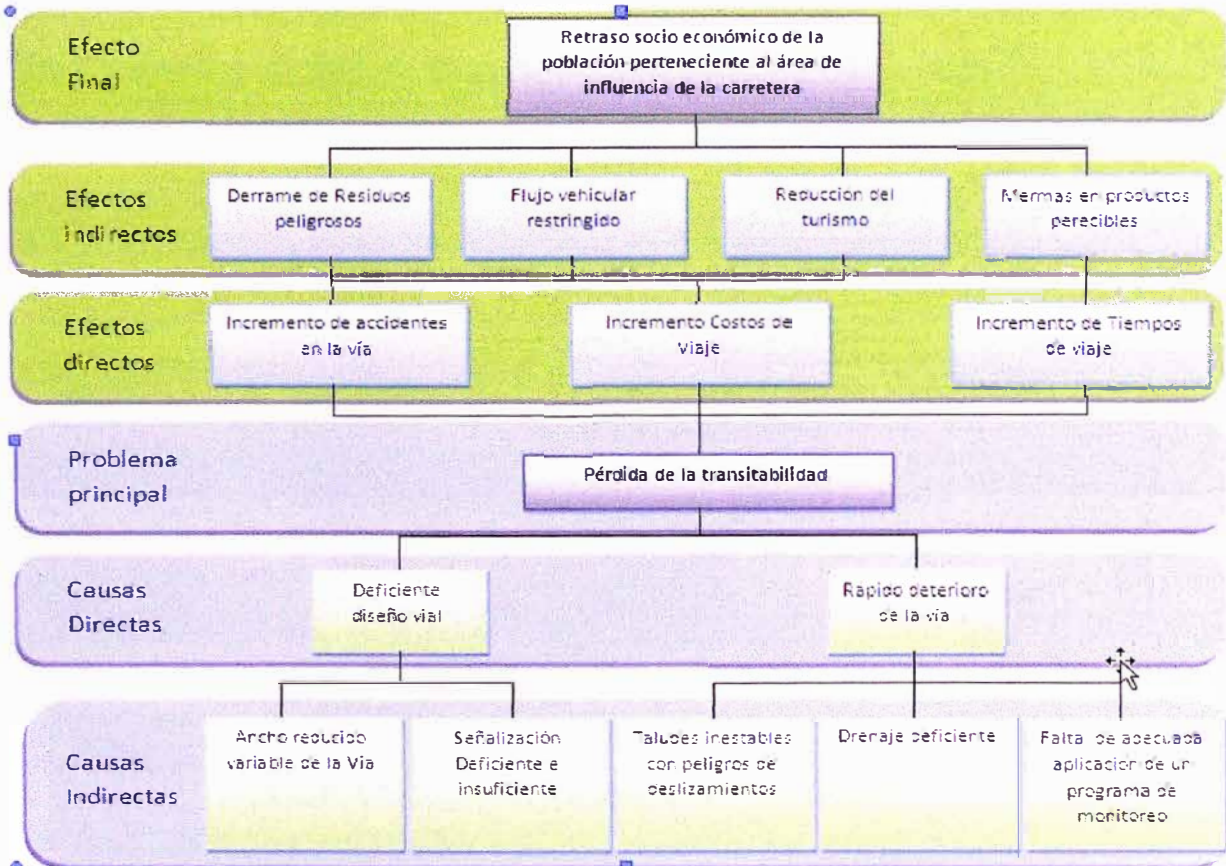 Efecto
Final
Retraso socio económico de la
población perteneciente al área de
influencia de la carretera
Efectos
Indirectos
Derrame de Residuos
peligrosos
Flujo vehicular
restringido
Reducción del
turismo
Mermas en productos
perecibles
Efectos
directos
Incremento de accidentes
en la vía
Incremento Costos de
Viaje
Incremento de Tiempos
de viaje
Problema
principal
Pérdida de la transitabilidad
Causas
Directas
Deficiente
diseño vial
Rápido deterioro
de la vía
Causas
Indirectas
Ancho reducido
variable de la Via
Señalización
Deficiente e
insuficiente
Taludes inestables
con peligros de
deslizamientos
Drenaje deficiente
Falta de adecuada
aplicación de un
programa de
monitoreo